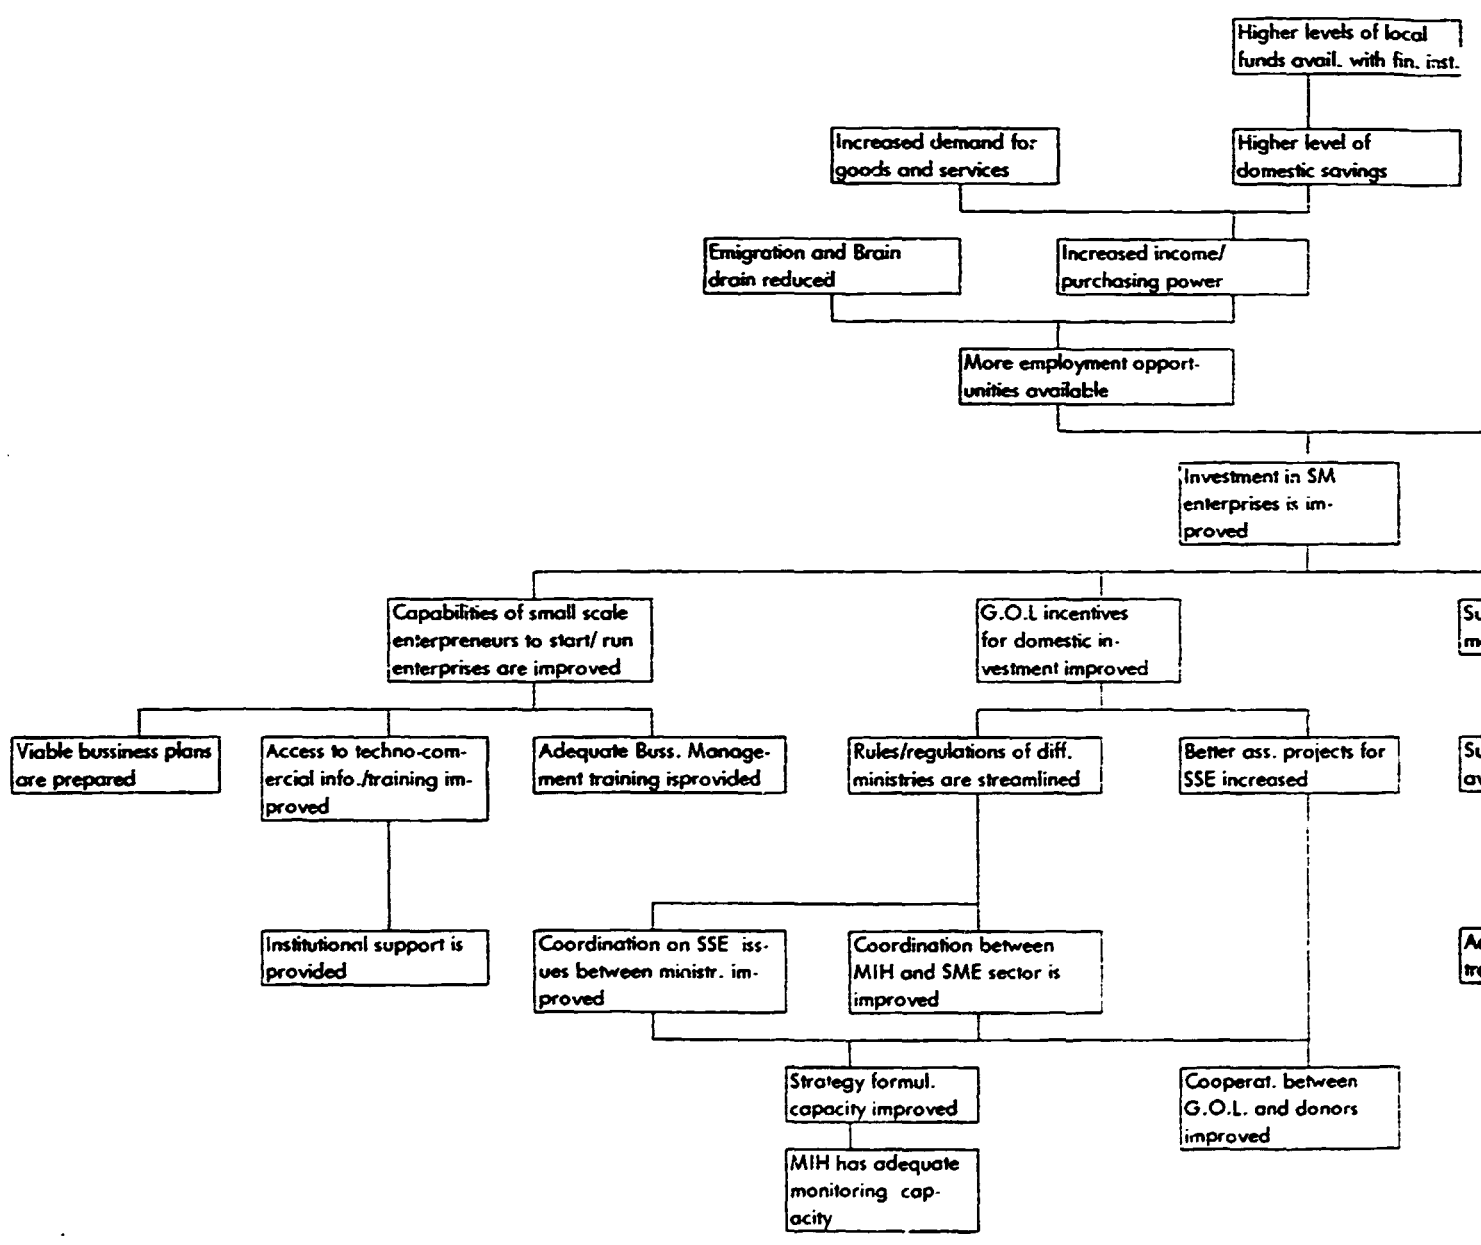 Higher levels of local
funds avail. with fin. inst.
Increased demand for
goods and services
Higher level of
domestic savings
Emigration and Brain
drain reduced
Increased income/
purchasing power
More employment opport-
unities available
Investment in SM
enterprises is im-
proved
Capabilities of small scale
enterpreneurs to start/ run
enterprises are improved
G.O.L incentives
for domestic in-
vestment improved
Su
mo
Viable bussiness plans
are prepared
Access to techno-com-
ercial info./training im-
proved
Adequate Buss. Manage-
ment training isprovided
Rules/regulations of diff.
ministries are streamlined
Better ass. projects for
SSE increased
Su
av
Institutional support is
provided
Coordination on SSE iss-
ues between ministr. im-
proved
Coordination between
MIH and SME sector is
improved
Strategy formul.
capacity improved
Cooperat. between
G.O.L. and donors
improved
MIH has adequate
monitoring cap-
acity